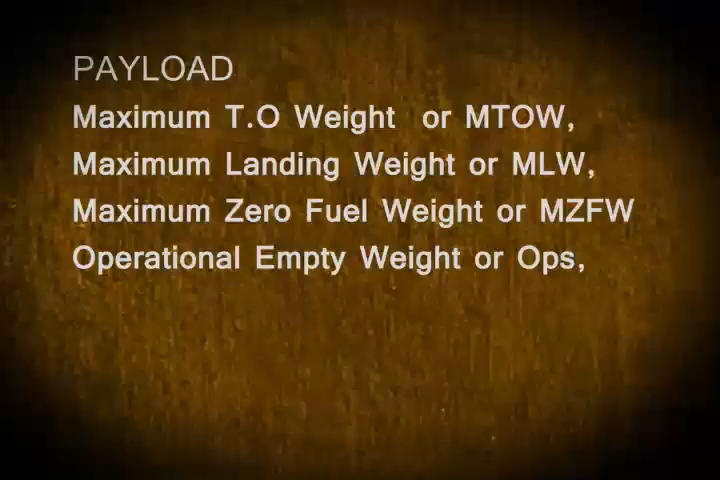 PAYLOAD
Maximum T.O Weight or MTOW,
Maximum Landing Weight or MLW,
Maximum Zero Fuel Weight or MZFW
Operational Empty Weight or Ops,